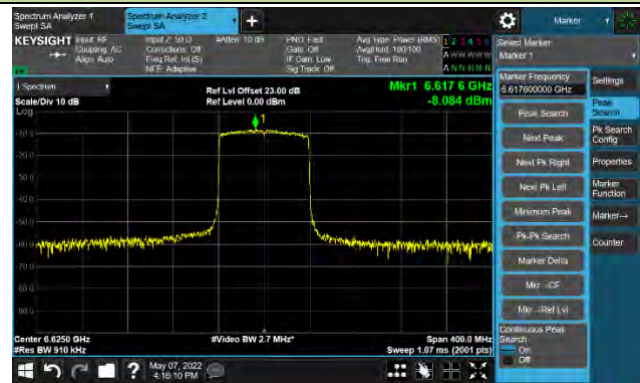 Spectrum Analyzer 1
Swept SA
Spectrum Analyzer 2
Swept SA
+
Marker
KEYSIGHT
Input: RF
Coupling: AC
Align: Auto
Input Z: 50 Ω
Corrections: Off
Freq Ref: Int (S)
NFE: Adaptive
#Atten: 10 dB
PNO: Fast
Gate: Off
IF Gain: Low
Sig Track: Off
Avg Type: Power (RMS)
Avg|Hold: 100/100
Trig: Free Run
1 2 3 4 5 6
A W W W W W
A N N N N N
Select Marker
Marker 1
1 Spectrum
Scale/Div 10 dB
Log
Ref Lvl Offset 23.00 dB
Ref Level 0.00 dBm
Mkr1 6.617 6 GHz
-8.084 dBm
1
-10.0
-20.0
-30.0
-40.0
-50.0
-60.0
-70.0
-80.0
-90.0
Center 6.6250 GHz
#Res BW 910 kHz
#Video BW 2.7 MHz*
Span 400.0 MHz
Sweep 1.07 ms (2001 pts)
Marker Frequency
6.617600000 GHz
Peak Search
Next Peak
Next Pk Right
Next Pk Left
Minimum Peak
Pk-Pk Search
Marker Delta
Mkr→CF
Mkr→Ref Lvl
Continuous Peak
Search
On
Off
Settings
Peak
Search
Pk Search
Config
Properties
Marker
Function
Marker→
Counter
?
May 07, 2022
4:16:10 PM